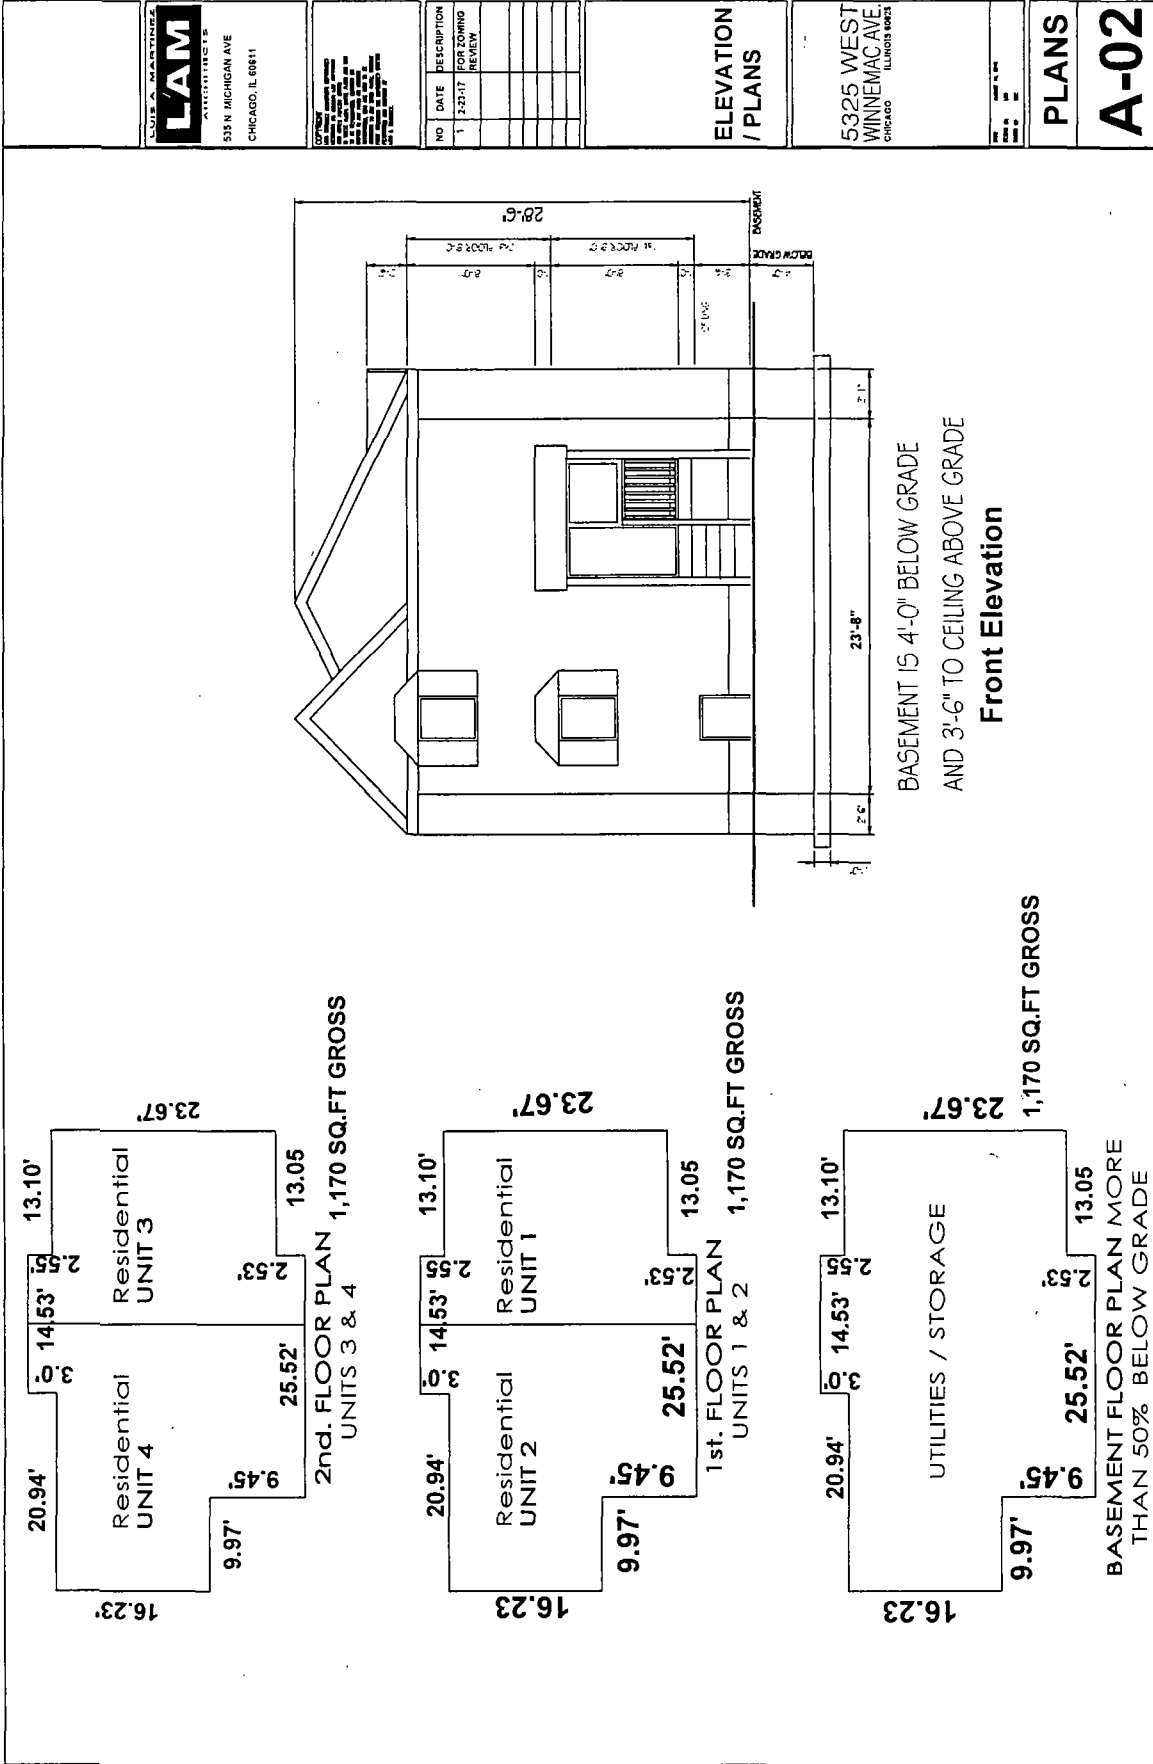 LUIS A MARTINEZ
LAM
ARCHITECTS
535 N MICHIGAN AVE
CHICAGO, IL 60611
COPYRIGHT
NO DATE DESCRIPTION
1 2-23-17 FOR ZONING
REVIEW
ELEVATION
/ PLANS
5325 WEST
WINNEMAC AVE.
CHICAGO ILLINOIS
PLANS
A-02
20.94'
3.0'
14.53'
2.55'
13.10'
Residential
UNIT 4
Residential
UNIT 3
16.23'
23.67'
9.97'
9.45'
25.52'
2.53'
13.05
2nd. FLOOR PLAN
UNITS 3 & 4
1,170 SQ.FT GROSS
20.94'
3.0'
14.53'
2.55
13.10'
Residential
UNIT 2
Residential
UNIT 1
16.23
23.67'
9.97'
9.45'
25.52'
2.53'
13.05
1st. FLOOR PLAN
UNITS 1 & 2
1,170 SQ.FT GROSS
20.94'
3.0'
14.53'
2.55
13.10'
UTILITIES / STORAGE
16.23
23.67'
9.97'
9.45'
25.52'
2.53'
13.05
1,170 SQ.FT GROSS
BASEMENT FLOOR PLAN MORE
THAN 50% BELOW GRADE
28'-6"
BASEMENT
BELOW GRADE
23'-8"
BASEMENT IS 4'-0" BELOW GRADE
AND 3'-6" TO CEILING ABOVE GRADE
Front Elevation